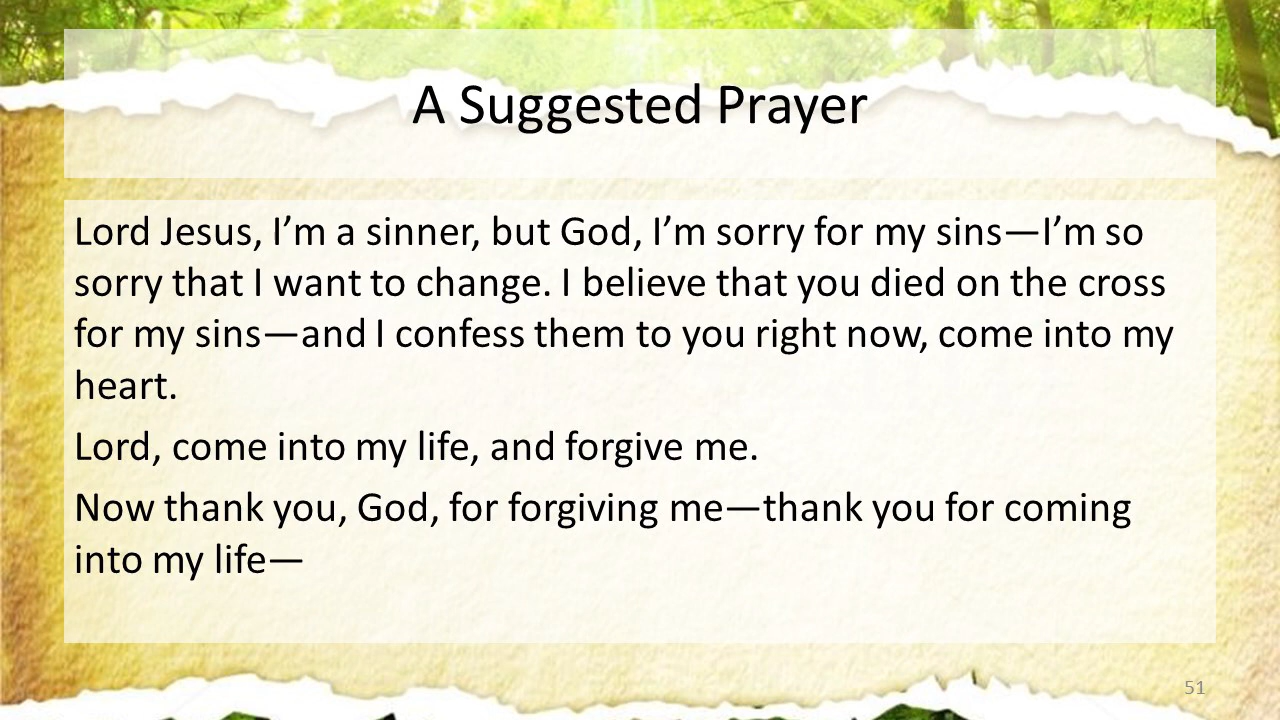 A Suggested Prayer
Lord Jesus, I’m a sinner, but God, I’m sorry for my sins—I’m so
sorry that I want to change. I believe that you died on the cross
for my sins—and I confess them to you right now, come into my
heart.
Lord, come into my life, and forgive me.
Now thank you, God, for forgiving me—thank you for coming
into my life—
51